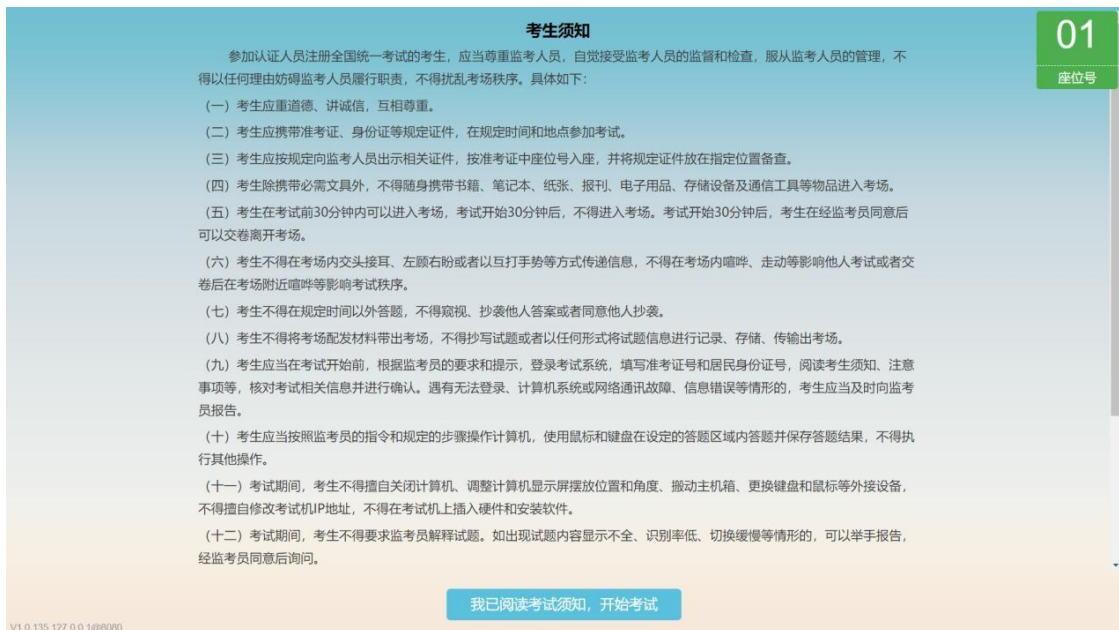 考生须知
01
座位号
参加认证人员注册全国统一考试的考生，应当尊重监考人员，自觉接受监考人员的监督和检查，服从监考人员的管理，不
得以任何理由妨碍监考人员履行职责，不得扰乱考场秩序。具体如下：
（一）考生应重道德、讲诚信，互相尊重。
（二）考生应携带准考证、身份证等规定证件，在规定时间和地点参加考试。
（三）考生应按规定向监考人员出示相关证件，按准考证中座位号入座，并将规定证件放在指定位置备查。
（四）考生除携带必需文具外，不得随身携带书籍、笔记本、纸张、报刊、电子用品、存储设备及通信工具等物品进入考场。
（五）考生在考试前30分钟内可以进入考场，考试开始30分钟后，不得进入考场。考试开始30分钟后，考生在经监考员同意后
可以交卷离开考场。
（六）考生不得在考场内交头接耳、左顾右盼或者以互打手势等方式传递信息，不得在考场内喧哗、走动等影响他人考试或者交
卷后在考场附近喧哗等影响考试秩序。
（七）考生不得在规定时间以外答题，不得窥视、抄袭他人答案或者同意他人抄袭。
（八）考生不得将考场配发材料带出考场，不得抄写试题或者以任何形式将试题信息进行记录、存储、传输出考场。
（九）考生应当在考试开始前，根据监考员的要求和提示，登录考试系统，填写准考证号和居民身份证号，阅读考生须知、注意
事项等，核对考试相关信息并进行确认。遇有无法登录、计算机系统或网络通讯故障、信息错误等情形的，考生应当及时向监考
员报告。
（十）考生应当按照监考员的指令和规定的步骤操作计算机，使用鼠标和键盘在设定的答题区域内答题并保存答题结果，不得执
行其他操作。
（十一）考试期间，考生不得擅自关闭计算机、调整计算机显示屏摆放位置和角度、搬动主机箱、更换键盘和鼠标等外接设备，
不得擅自修改考试机IP地址，不得在考试机上插入硬件和安装软件。
（十二）考试期间，考生不得要求监考员解释试题。如出现试题内容显示不全、识别率低、切换缓慢等情形的，可以举手报告，
经监考员同意后询问。
我已阅读考试须知，开始考试
V1.0.135 127.0.0.1@8080